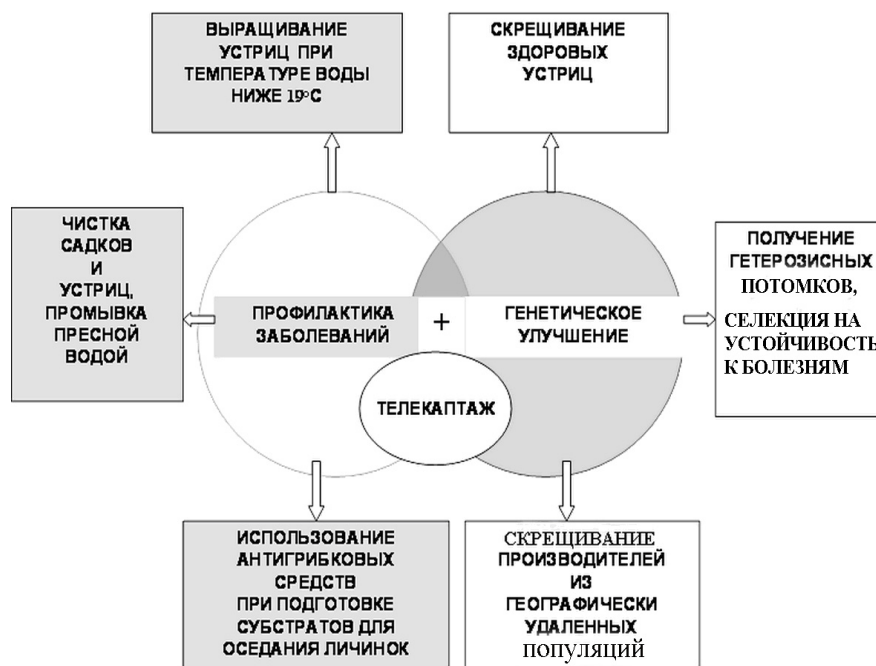 ВЫРАЩИВАНИЕ
УСТРИЦ ПРИ
ТЕМПЕРАТУРЕ ВОДЫ
НИЖЕ 19°С
СКРЕЩИВАНИЕ
ЗДОРОВЫХ
УСТРИЦ
ЧИСТКА
САДКОВ
И
УСТРИЦ,
ПРОМЫВКА
ПРЕСНОЙ
ВОДОЙ
ПРОФИЛАКТИКА
ЗАБОЛЕВАНИЙ
+
ГЕНЕТИЧЕСКОЕ
УЛУЧШЕНИЕ
ПОЛУЧЕНИЕ
ГЕТЕРОЗИСНЫХ
ПОТОМКОВ,
СЕЛЕКЦИЯ НА
УСТОЙЧИВОСТЬ
К БОЛЕЗНЯМ
ТЕЛЕКАПТАЖ
ИСПОЛЬЗОВАНИЕ
АНТИГРИБКОВЫХ
СРЕДСТВ
ПРИ ПОДГОТОВКЕ
СУБСТРАТОВ ДЛЯ
ОСЕДАНИЯ ЛИЧИНОК
СКРЕЩИВАНИЕ
ПРОИЗВОДИТЕЛЕЙ
ИЗ
ГЕОГРАФИЧЕСКИ
УДАЛЕННЫХ
ПОПУЛЯЦИЙ